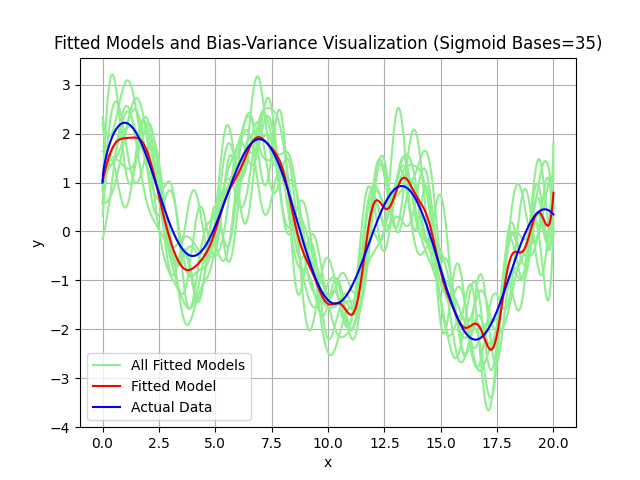 Fitted Models and Bias-Variance Visualization (Sigmoid Bases=35)
3
2
1
0
−1
−2
−3
−4
y
All Fitted Models
Fitted Model
Actual Data
0.0 2.5 5.0 7.5 10.0 12.5 15.0 17.5 20.0
x